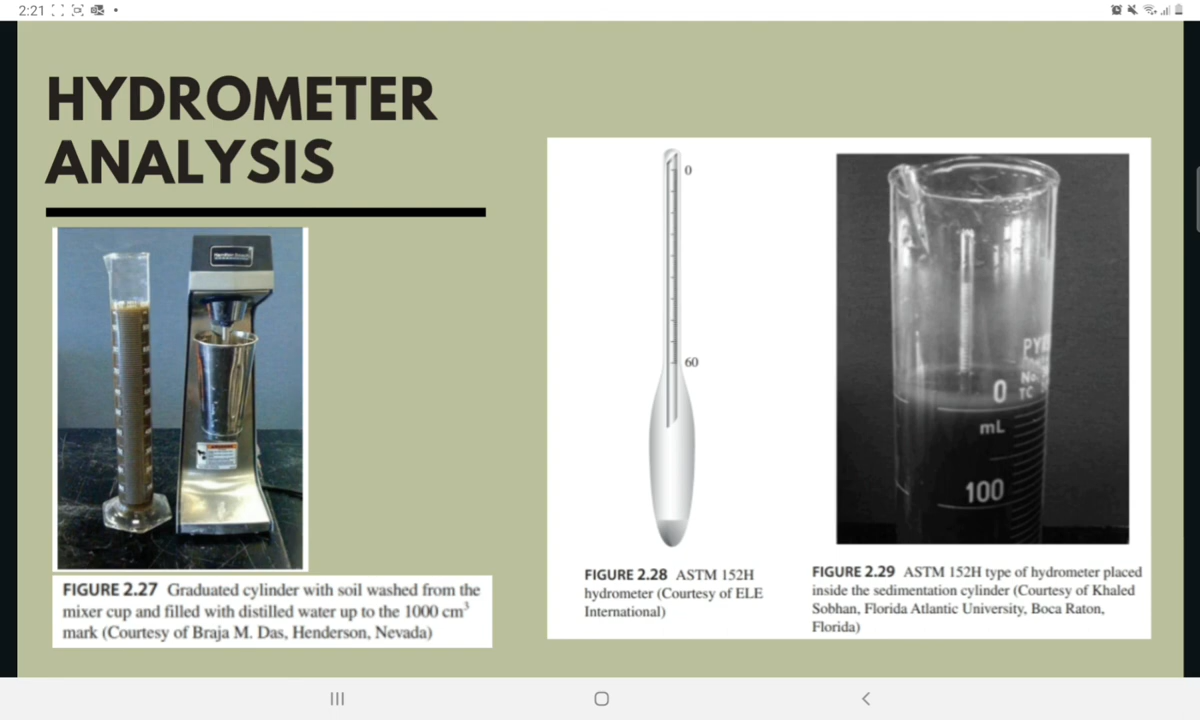 2:21
HYDROMETER
ANALYSIS
0
60
PY
No.
0 TC
mL
100
FIGURE 2.27 Graduated cylinder with soil washed from the
mixer cup and filled with distilled water up to the 1000 cm³
mark (Courtesy of Braja M. Das, Henderson, Nevada)
FIGURE 2.28 ASTM 152H
hydrometer (Courtesy of ELE
International)
FIGURE 2.29 ASTM 152H type of hydrometer placed
inside the sedimentation cylinder (Courtesy of Khaled
Sobhan, Florida Atlantic University, Boca Raton,
Florida)